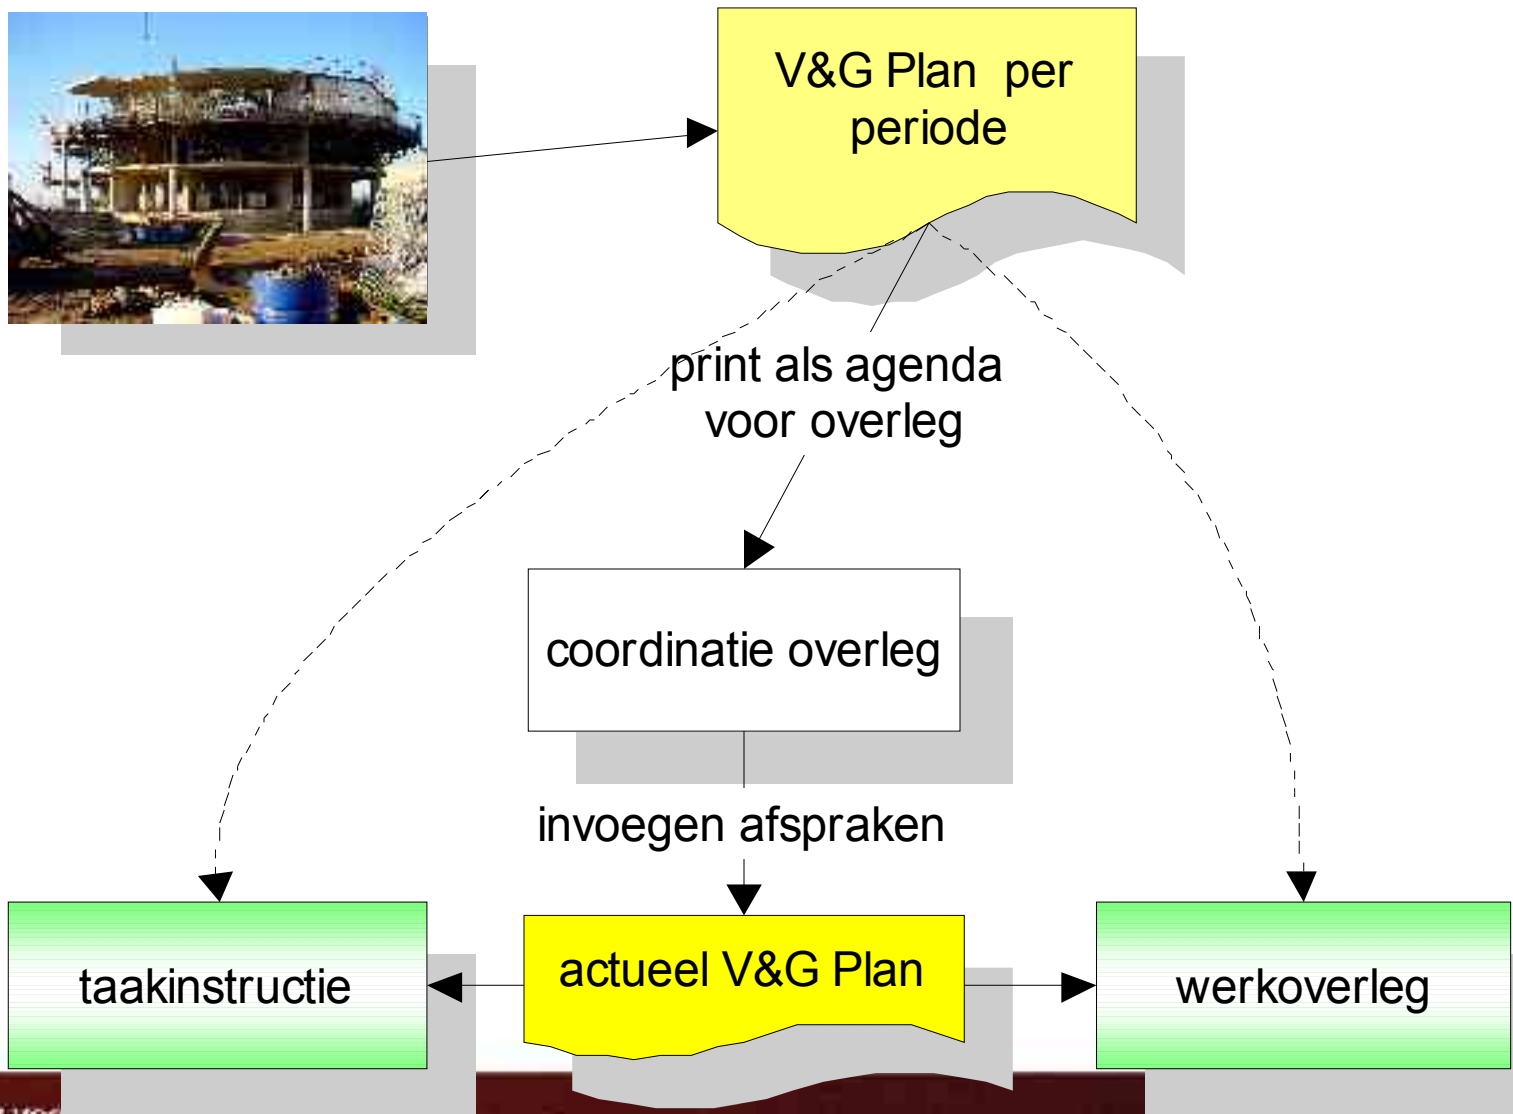 V&G Plan per
periode
print als agenda
voor overleg
coordinatie overleg
invoegen afspraken
taakinstructie
actueel V&G Plan
werkoverleg